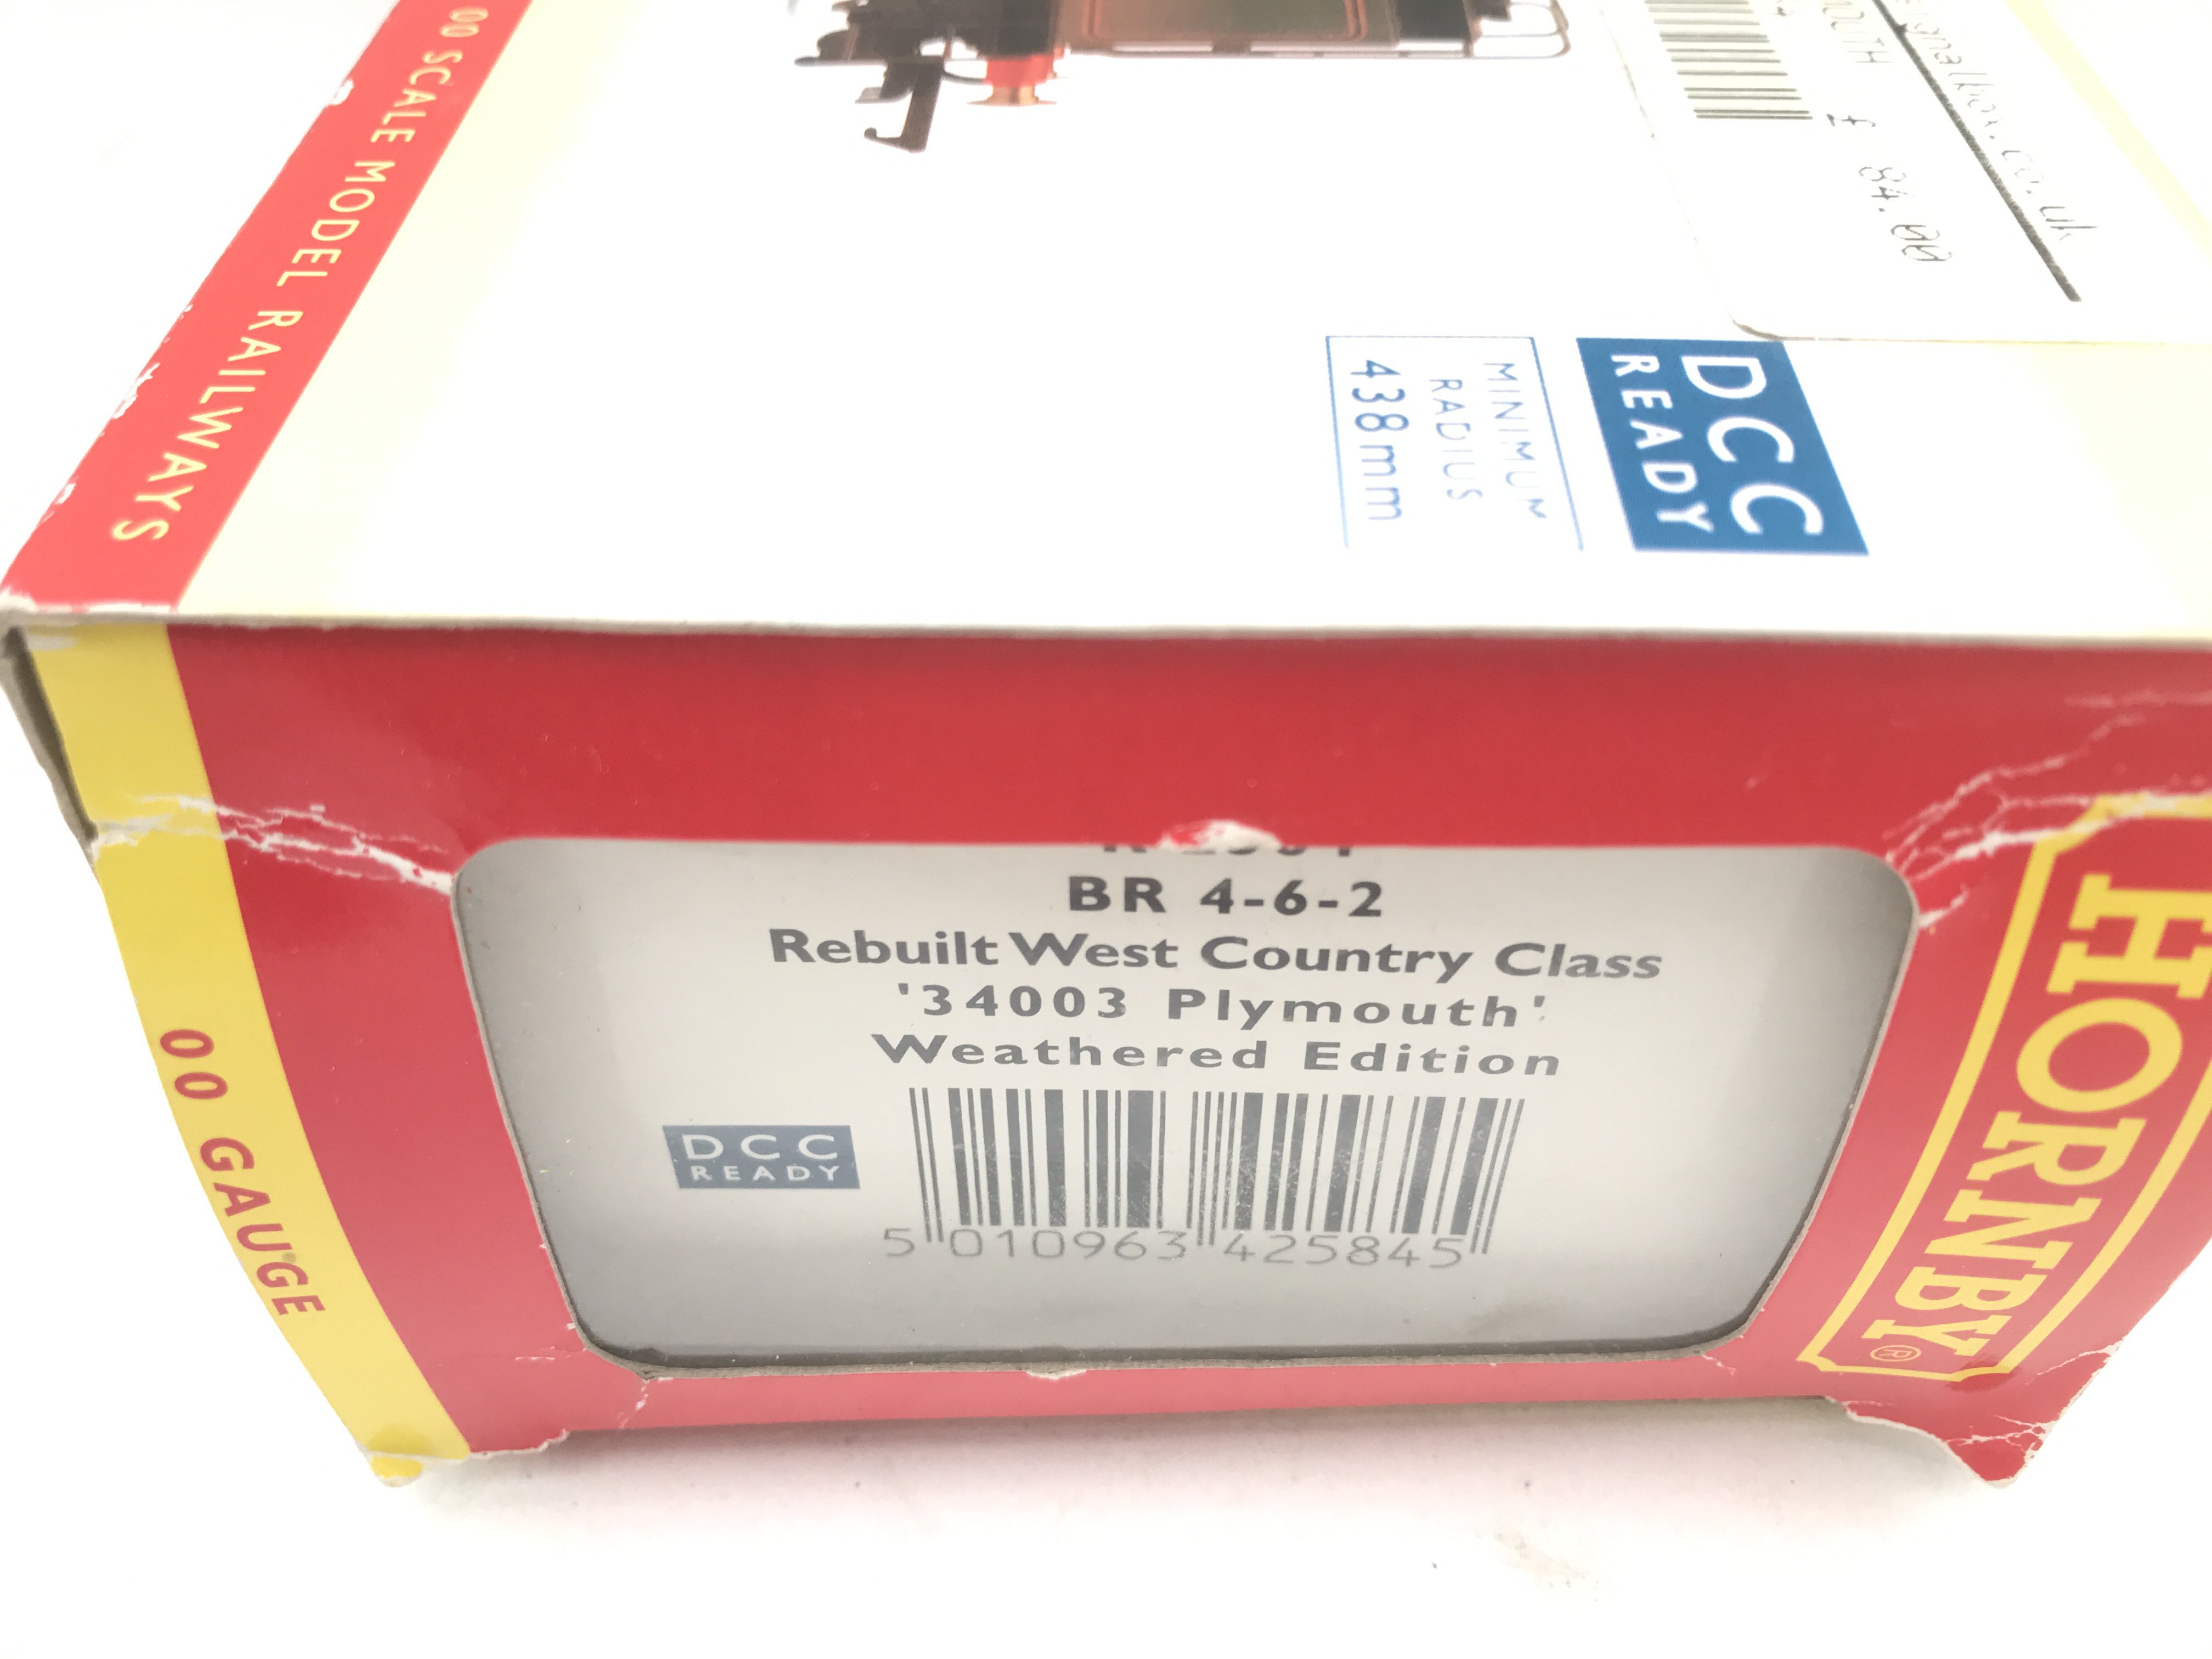 00 SCALE MODEL RAILWAYS
£ 84.00
DCC
READY
MINIMUM
RADIUS
438mm
BR 4-6-2
Rebuilt West Country Class
'34003 Plymouth'
Weathered Edition
DCC
READY
5 010963 425845
00 GAUGE
HORNBY®